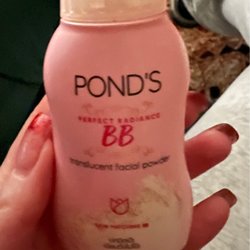 POND'S
PERFECT RADIANCE
BB
translucent facial powder